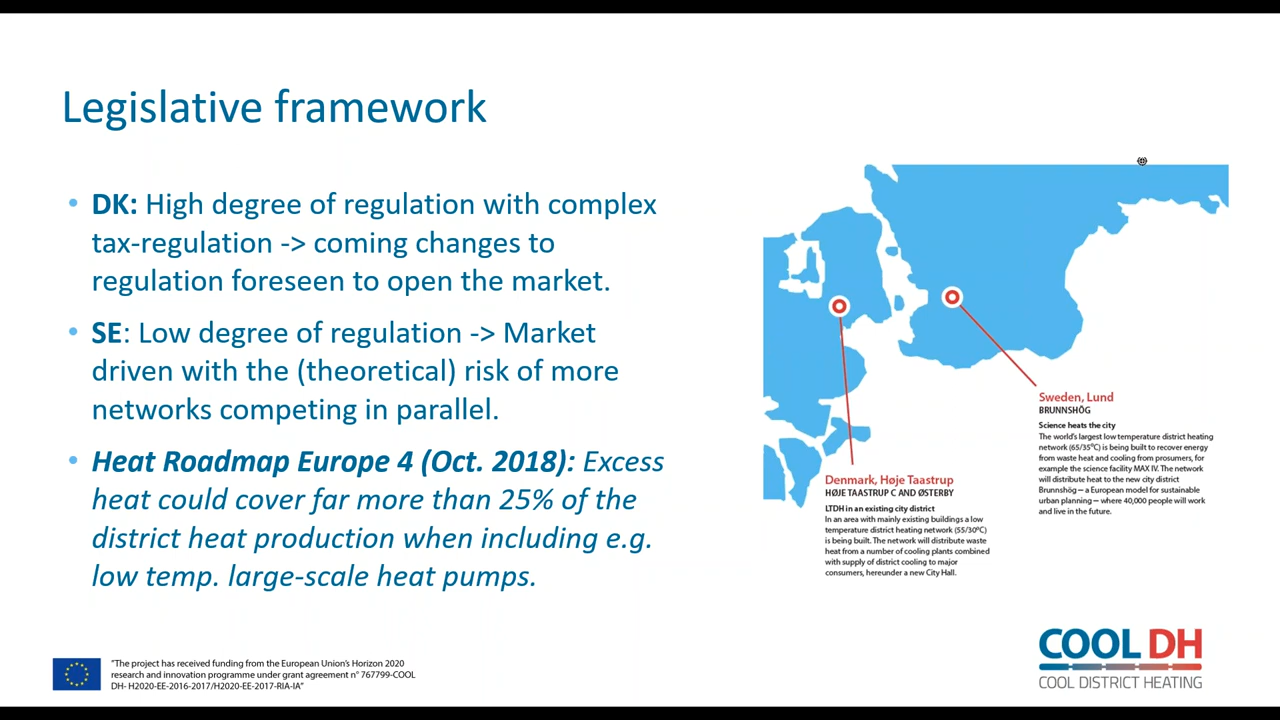 Legislative framework
• DK: High degree of regulation with complex
tax-regulation -> coming changes to
regulation foreseen to open the market.
• SE: Low degree of regulation -> Market
driven with the (theoretical) risk of more
networks competing in parallel.
• Heat Roadmap Europe 4 (Oct. 2018): Excess
heat could cover far more than 25% of the
district heat production when including e.g.
low temp. large-scale heat pumps.
Sweden, Lund
BRUNNSHÖG
Science heats the city
The world's largest low temperature district heating
network (65/35°C) is being built to recover energy
from waste heat and cooling from prosumers, for
example the science facility MAX IV. The network
will distribute heat to the new city district
Brunnshög – a European model for sustainable
urban planning – where 40,000 people will work
and live in the future.
Denmark, Høje Taastrup
HØJE TAASTRUP C AND ØSTERBY
LTDH in an existing city district
In an area with mainly existing buildings a low
temperature district heating network (55/30°C)
is being built. The network will distribute waste
heat from a number of cooling plants combined
with supply of district cooling to major
consumers, hereunder a new City Hall.
"The project has received funding from the European Union's Horizon 2020
research and innovation programme under grant agreement n° 767799-COOL
DH- H2020-EE-2016-2017/H2020-EE-2017-RIA-IA"
COOL DH
COOL DISTRICT HEATING